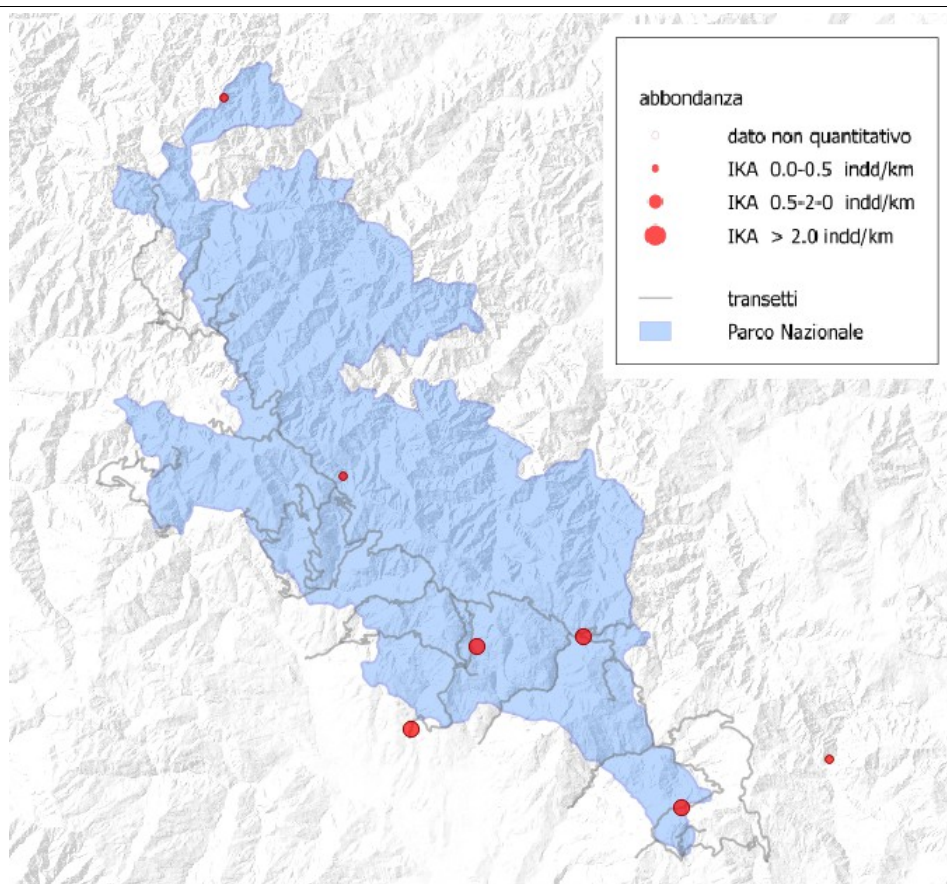 abbondanza
dato non quantitativo
IKA 0.0-0.5 indd/km
IKA 0.5-2-0 indd/km
IKA > 2.0 indd/km
transetti
Parco Nazionale